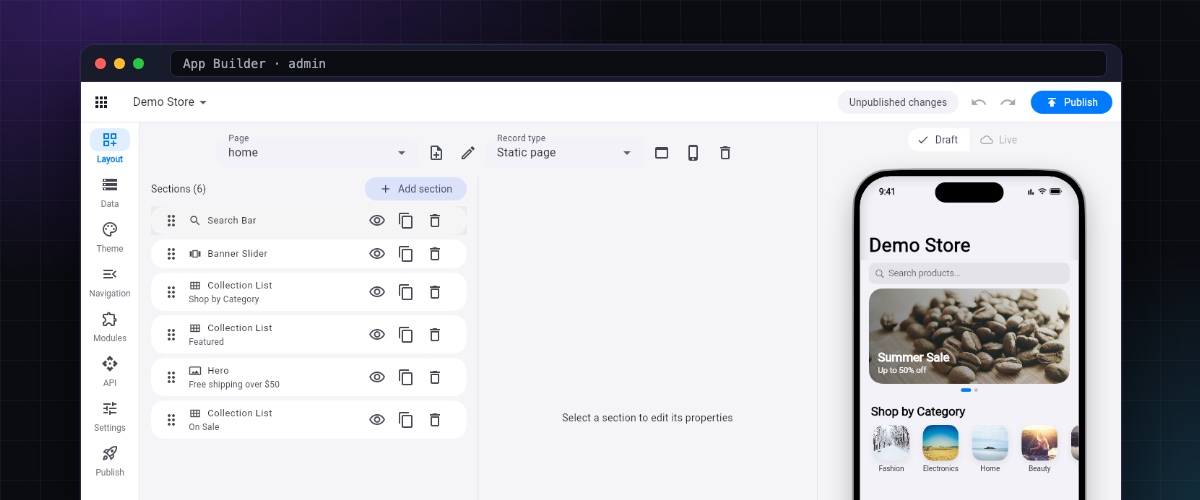 App Builder · admin
Demo Store
Unpublished changes
Publish
Layout
Data
Theme
Navigation
Modules
API
Settings
Publish
Page
home
Record type
Static page
Sections (6)
Add section
Search Bar
Banner Slider
Collection List
Shop by Category
Collection List
Featured
Hero
Free shipping over $50
Collection List
On Sale
Select a section to edit its properties
Draft
Live
9:41
Demo Store
Search products...
Summer Sale
Up to 50% off
Shop by Category
Fashion
Electronics
Home
Beauty